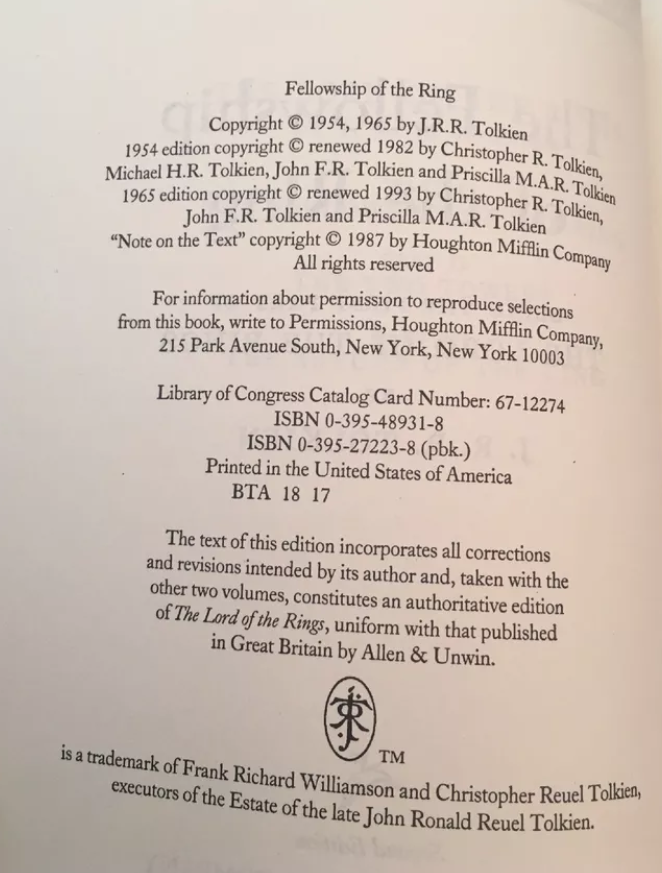 Fellowship of the Ring
Copyright © 1954, 1965 by J.R.R. Tolkien
1954 edition copyright © renewed 1982 by Christopher R. Tolkien,
Michael H.R. Tolkien, John F.R. Tolkien and Priscilla M.A.R. Tolkien
1965 edition copyright © renewed 1993 by Christopher R. Tolkien,
John F.R. Tolkien and Priscilla M.A.R. Tolkien
“Note on the Text” copyright © 1987 by Houghton Mifflin Company
All rights reserved
For information about permission to reproduce selections
from this book, write to Permissions, Houghton Mifflin Company,
215 Park Avenue South, New York, New York 10003
Library of Congress Catalog Card Number: 67-12274
ISBN 0-395-48931-8
ISBN 0-395-27223-8 (pbk.)
Printed in the United States of America
BTA 18 17
The text of this edition incorporates all corrections
and revisions intended by its author and, taken with the
other two volumes, constitutes an authoritative edition
of The Lord of the Rings, uniform with that published
in Great Britain by Allen & Unwin.
TM
is a trademark of Frank Richard Williamson and Christopher Reuel Tolkien,
executors of the Estate of the late John Ronald Reuel Tolkien.